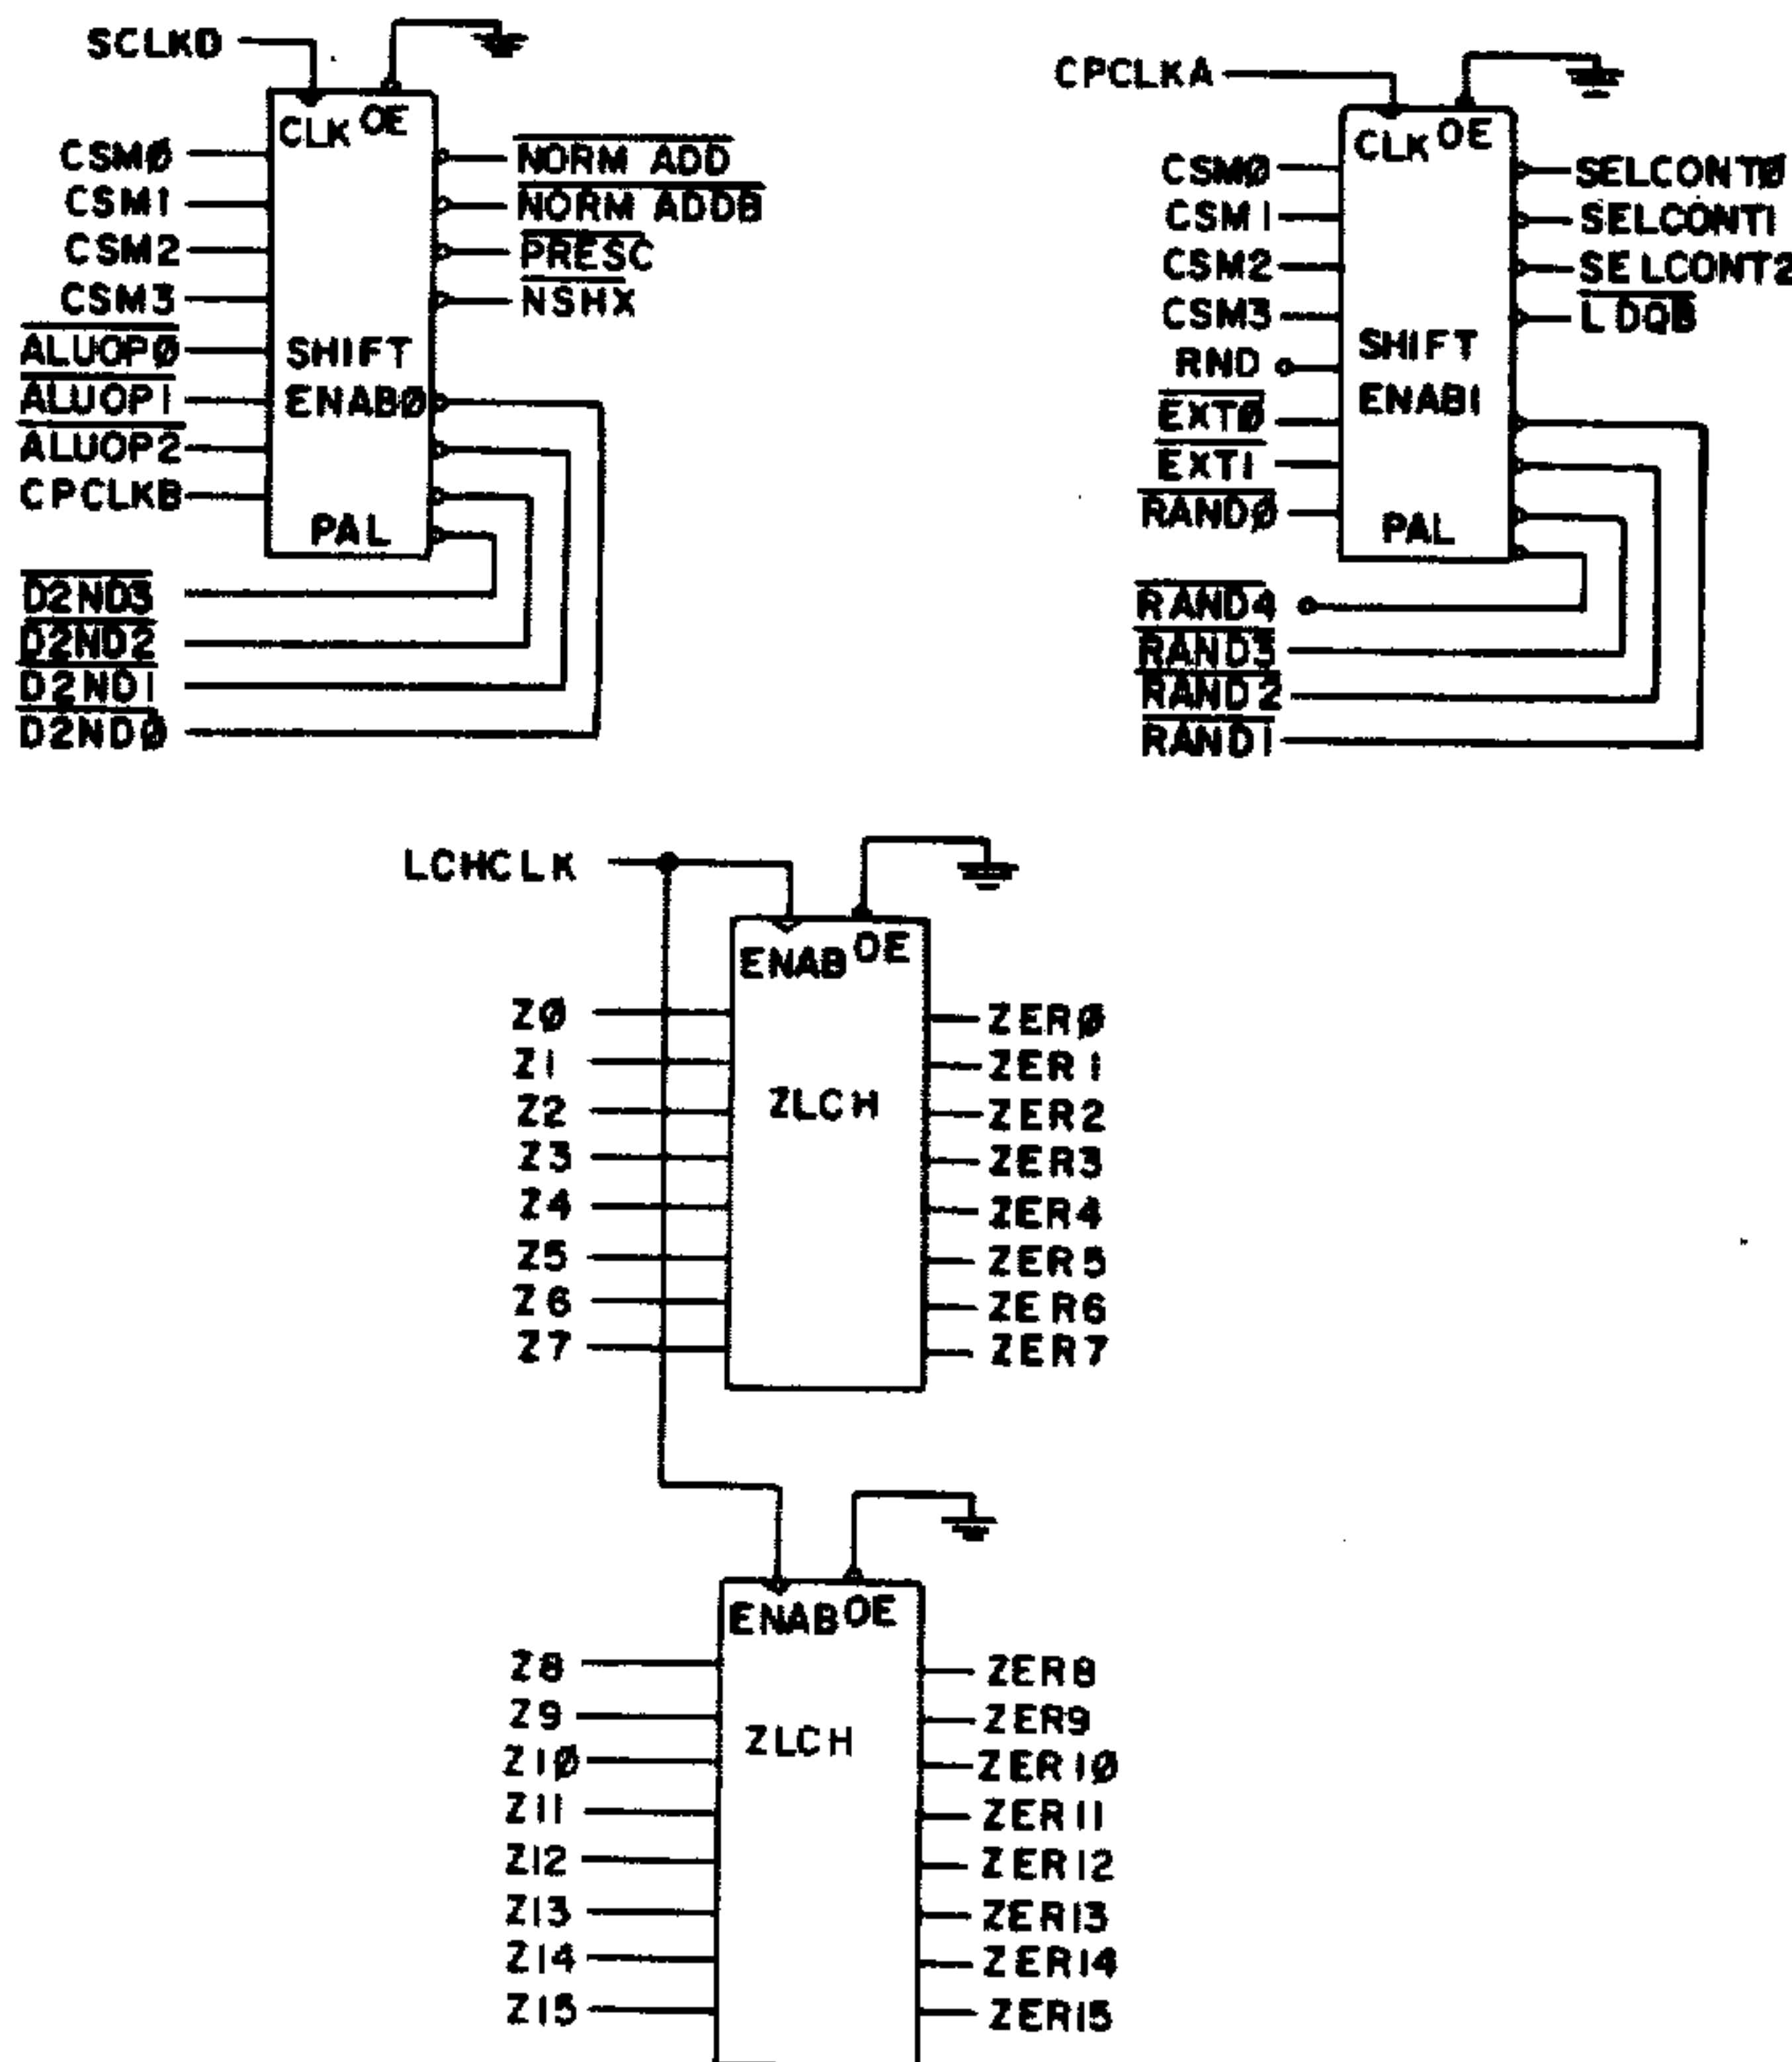 SCLKD
CLK OE
CSMØ
CSM1
CSM2
CSM3
ALUOPØ
ALUOP1
ALUOP2
CPCLKB
SHIFT
ENABØ
PAL
NORM ADD
NORM ADDB
PRESC
NSHX
D2ND3
D2ND2
D2ND1
D2NDØ
CPCLKA
CLK OE
CSMØ
CSM1
CSM2
CSM3
RND
EXTØ
EXT1
RANDØ
SHIFT
ENAB1
PAL
SELCONTØ
SELCONT1
SELCONT2
LDQB
RAND4
RAND3
RAND2
RAND1
LCHCLK
ENAB OE
ZLCH
ZØ
Z1
Z2
Z3
Z4
Z5
Z6
Z7
ZERØ
ZER1
ZER2
ZER3
ZER4
ZER5
ZER6
ZER7
ENAB OE
ZLCH
Z8
Z9
Z1Ø
Z11
Z12
Z13
Z14
Z15
ZER8
ZER9
ZER1Ø
ZER11
ZER12
ZER13
ZER14
ZER15